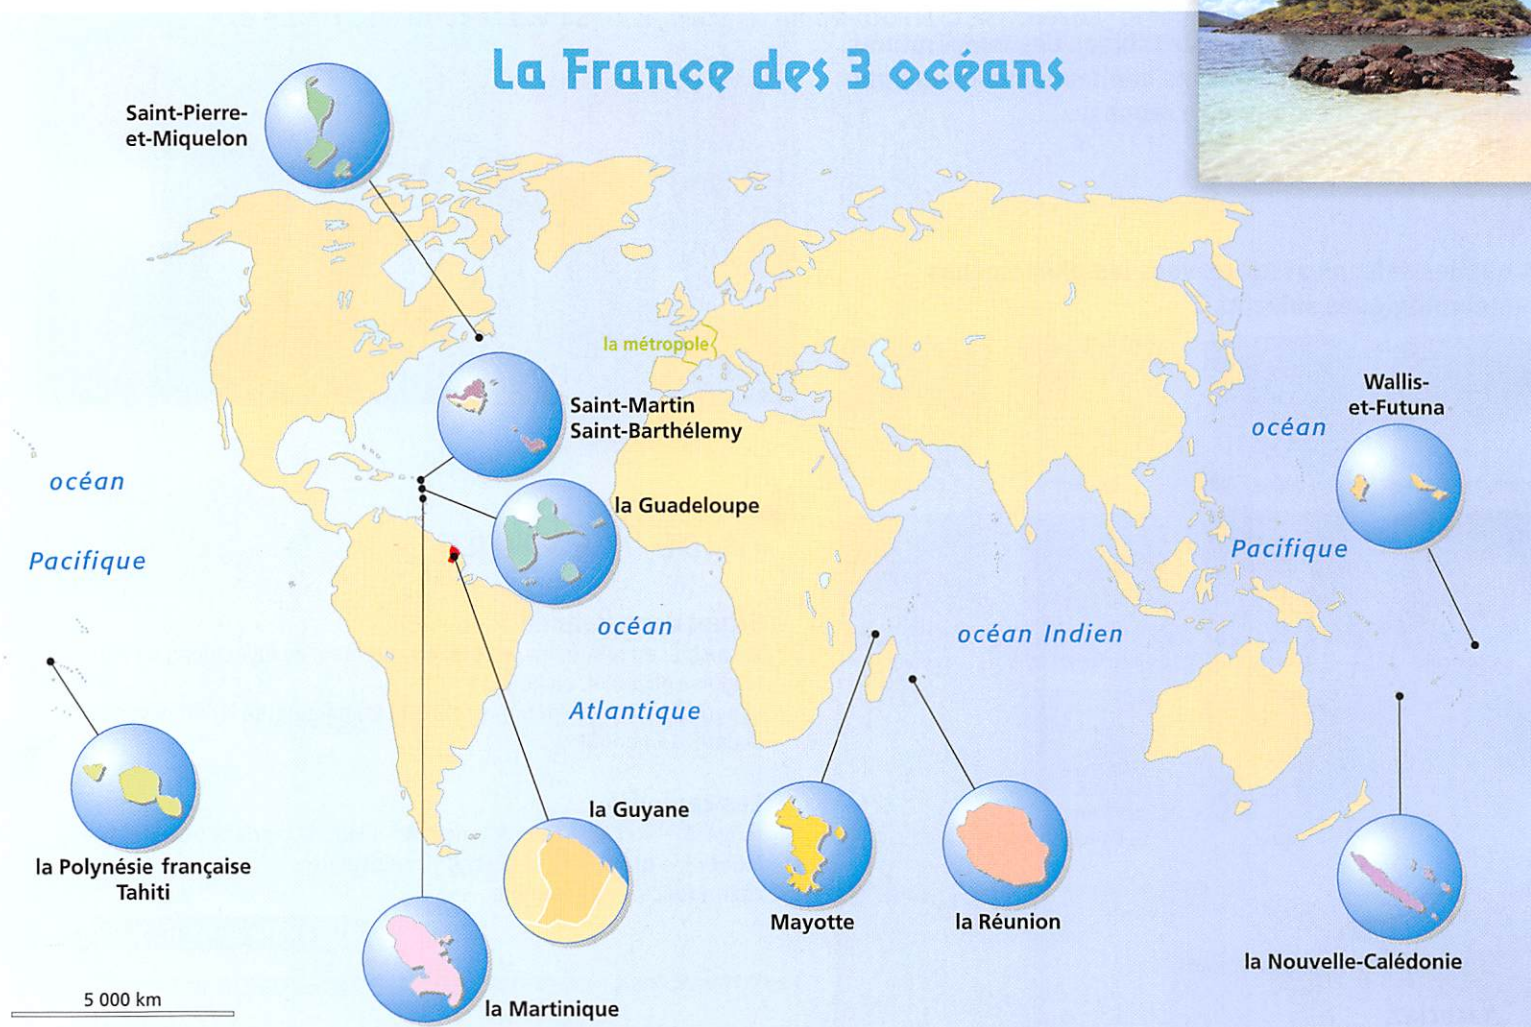 La France des 3 océans
Saint-Pierre-
et-Miquelon
la métropole
Saint-Martin
Saint-Barthélemy
Wallis-
et-Futuna
océan
océan
la Guadeloupe
Pacifique
Pacifique
océan
océan Indien
Atlantique
la Guyane
la Polynésie française
Tahiti
Mayotte
la Réunion
la Nouvelle-Calédonie
5 000 km
la Martinique